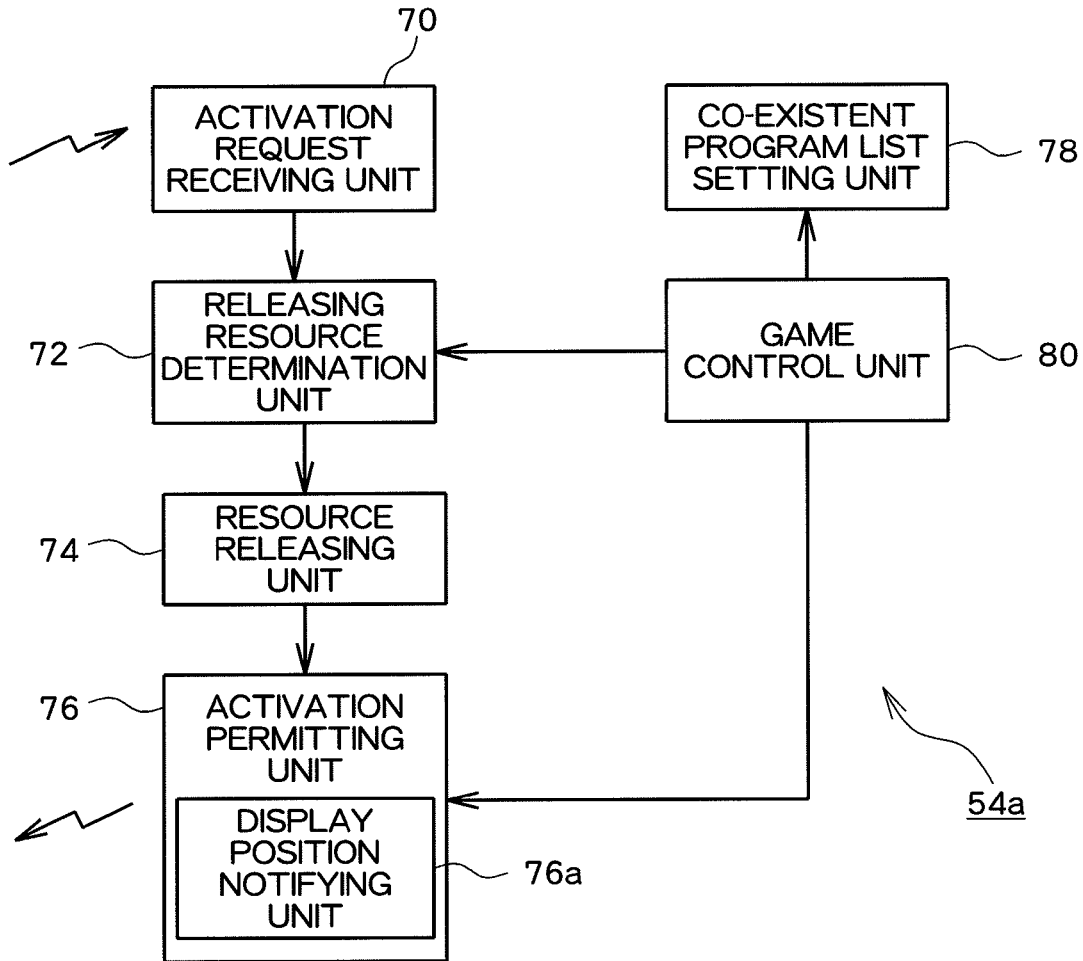 70
ACTIVATION
REQUEST
RECEIVING UNIT
CO-EXISTENT
PROGRAM LIST
SETTING UNIT
78
72
RELEASING
RESOURCE
DETERMINATION
UNIT
GAME
CONTROL UNIT
80
74
RESOURCE
RELEASING
UNIT
76
ACTIVATION
PERMITTING
UNIT
DISPLAY
POSITION
NOTIFYING
UNIT
76a
54a